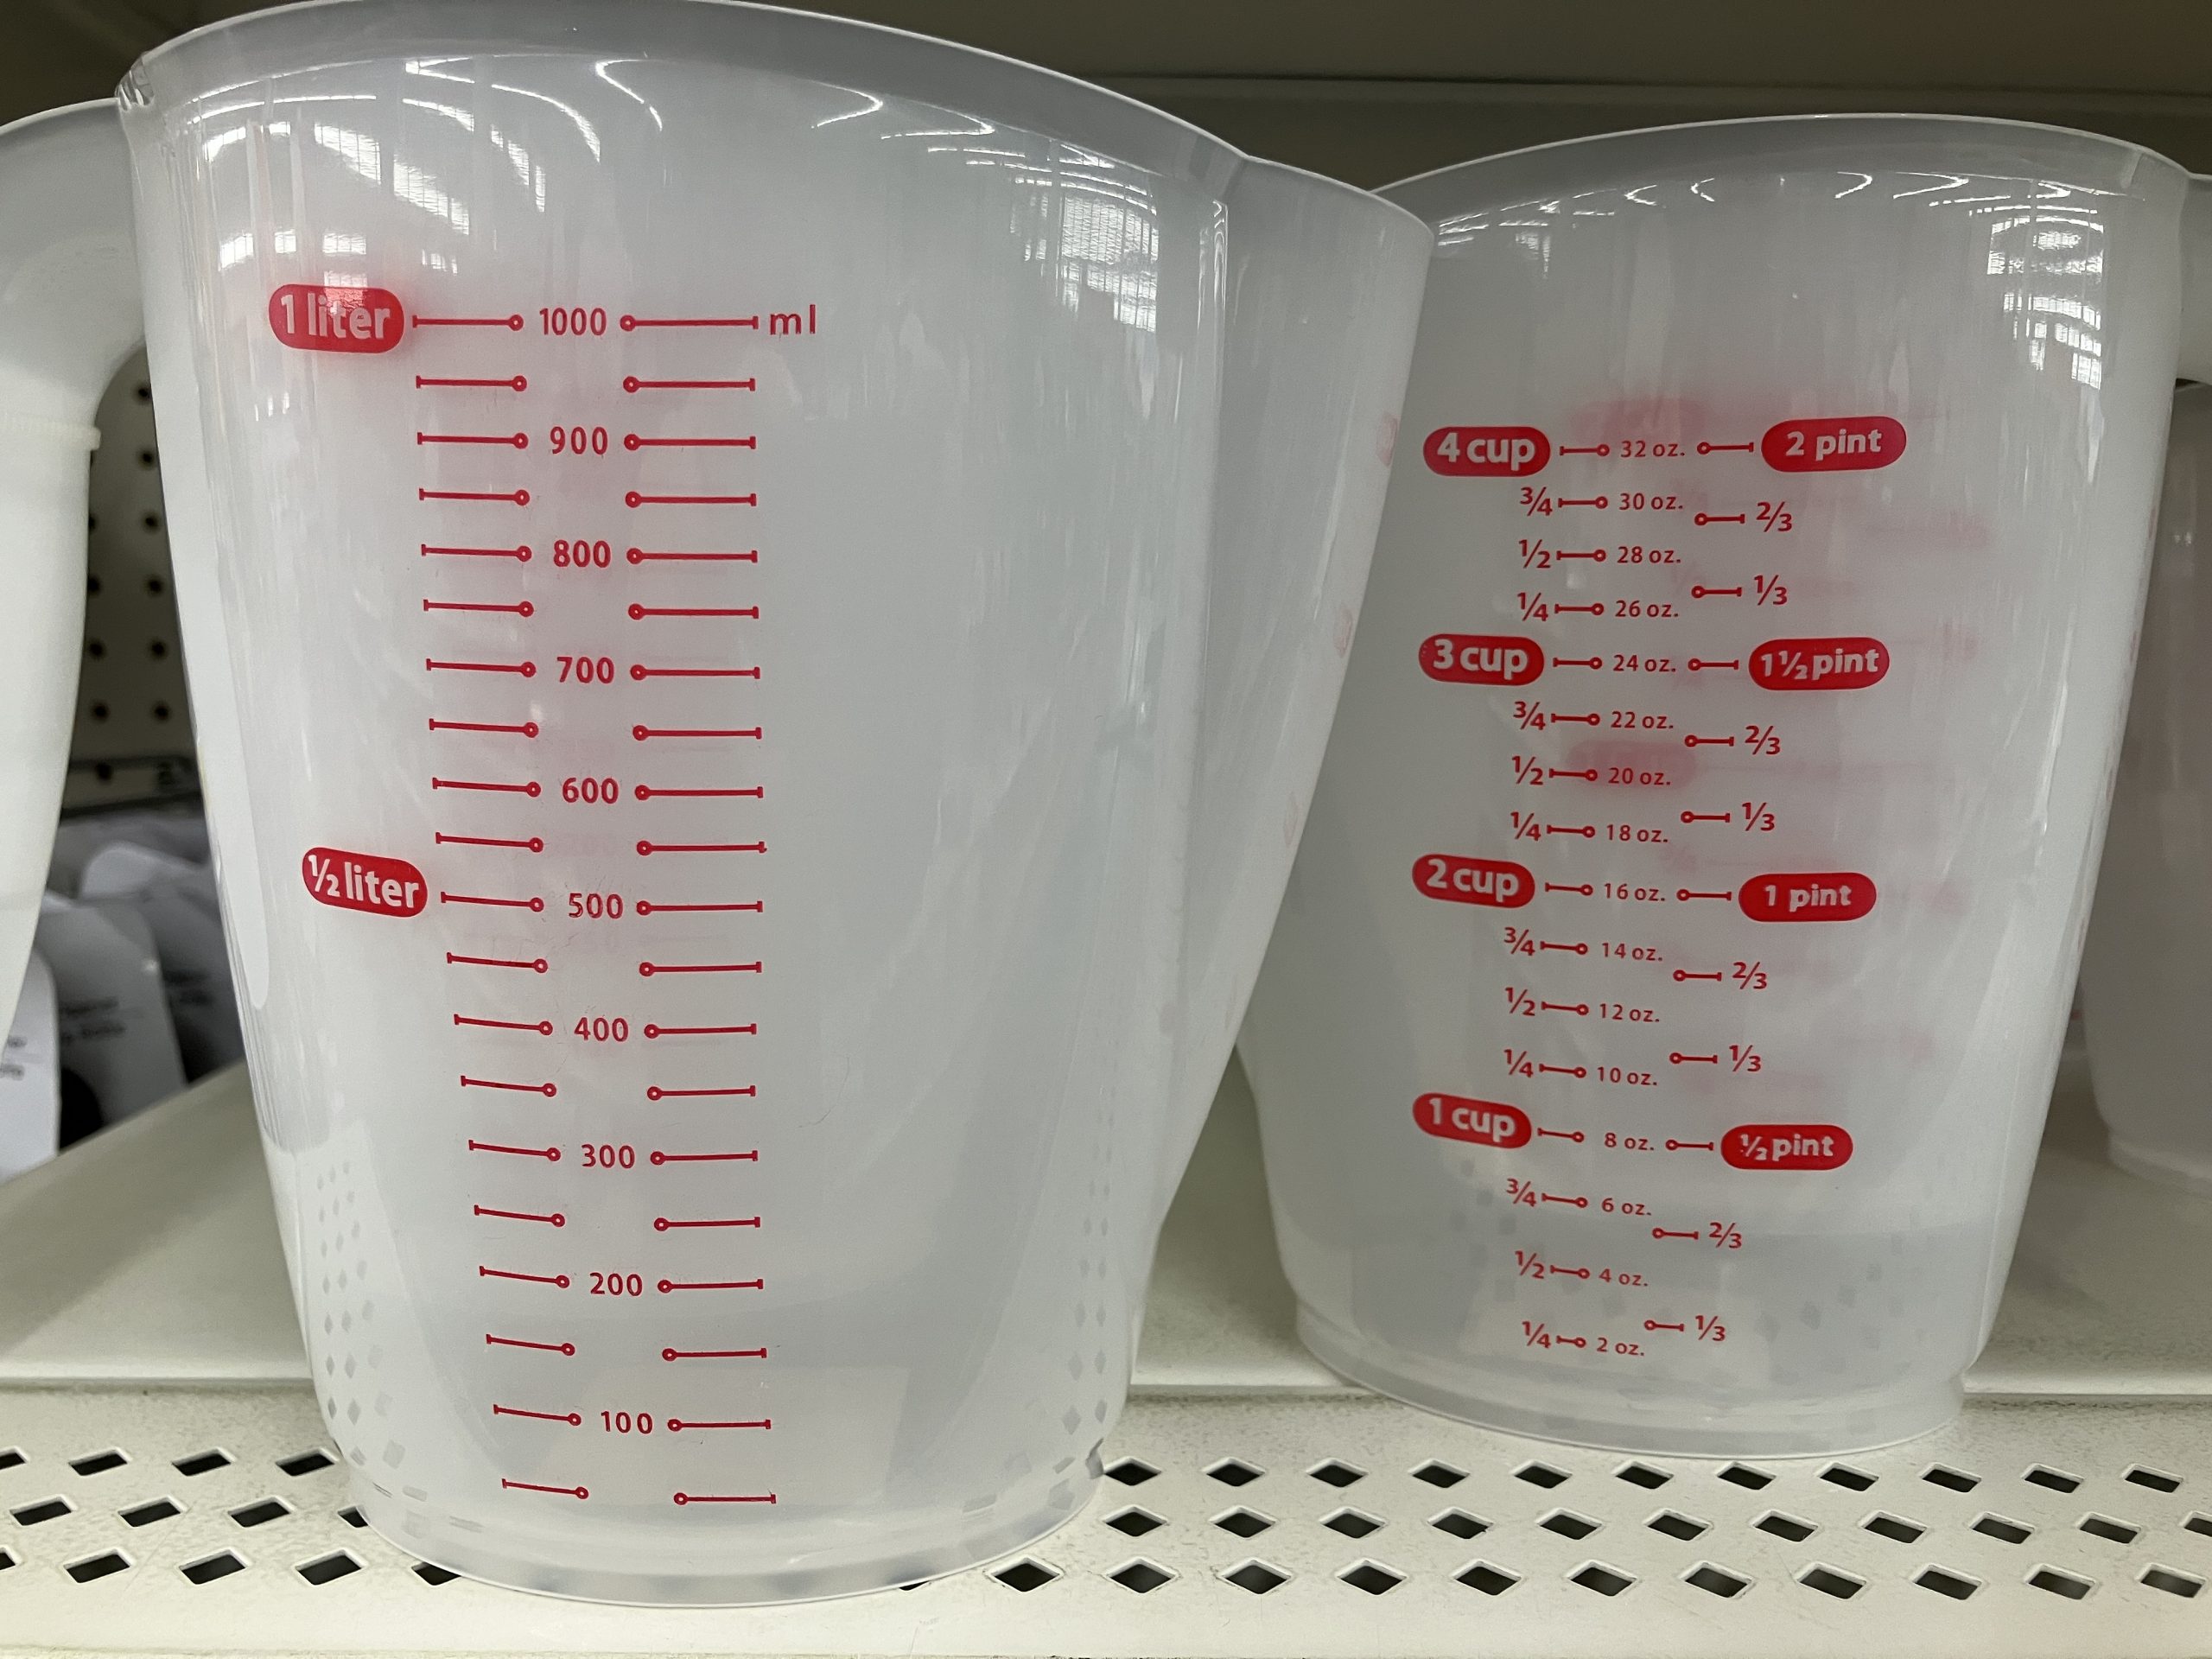 1 liter 1000 ml
900
800
700
600
½ liter 500
400
300
200
100
4 cup 32 oz. 2 pint
¾ 30 oz.
⅔
½ 28 oz.
⅓
¼ 26 oz.
3 cup 24 oz. 1½ pint
¾ 22 oz.
⅔
½ 20 oz.
⅓
¼ 18 oz.
2 cup 16 oz. 1 pint
¾ 14 oz.
⅔
½ 12 oz.
⅓
¼ 10 oz.
1 cup 8 oz. ½ pint
¾ 6 oz.
⅔
½ 4 oz.
⅓
¼ 2 oz.